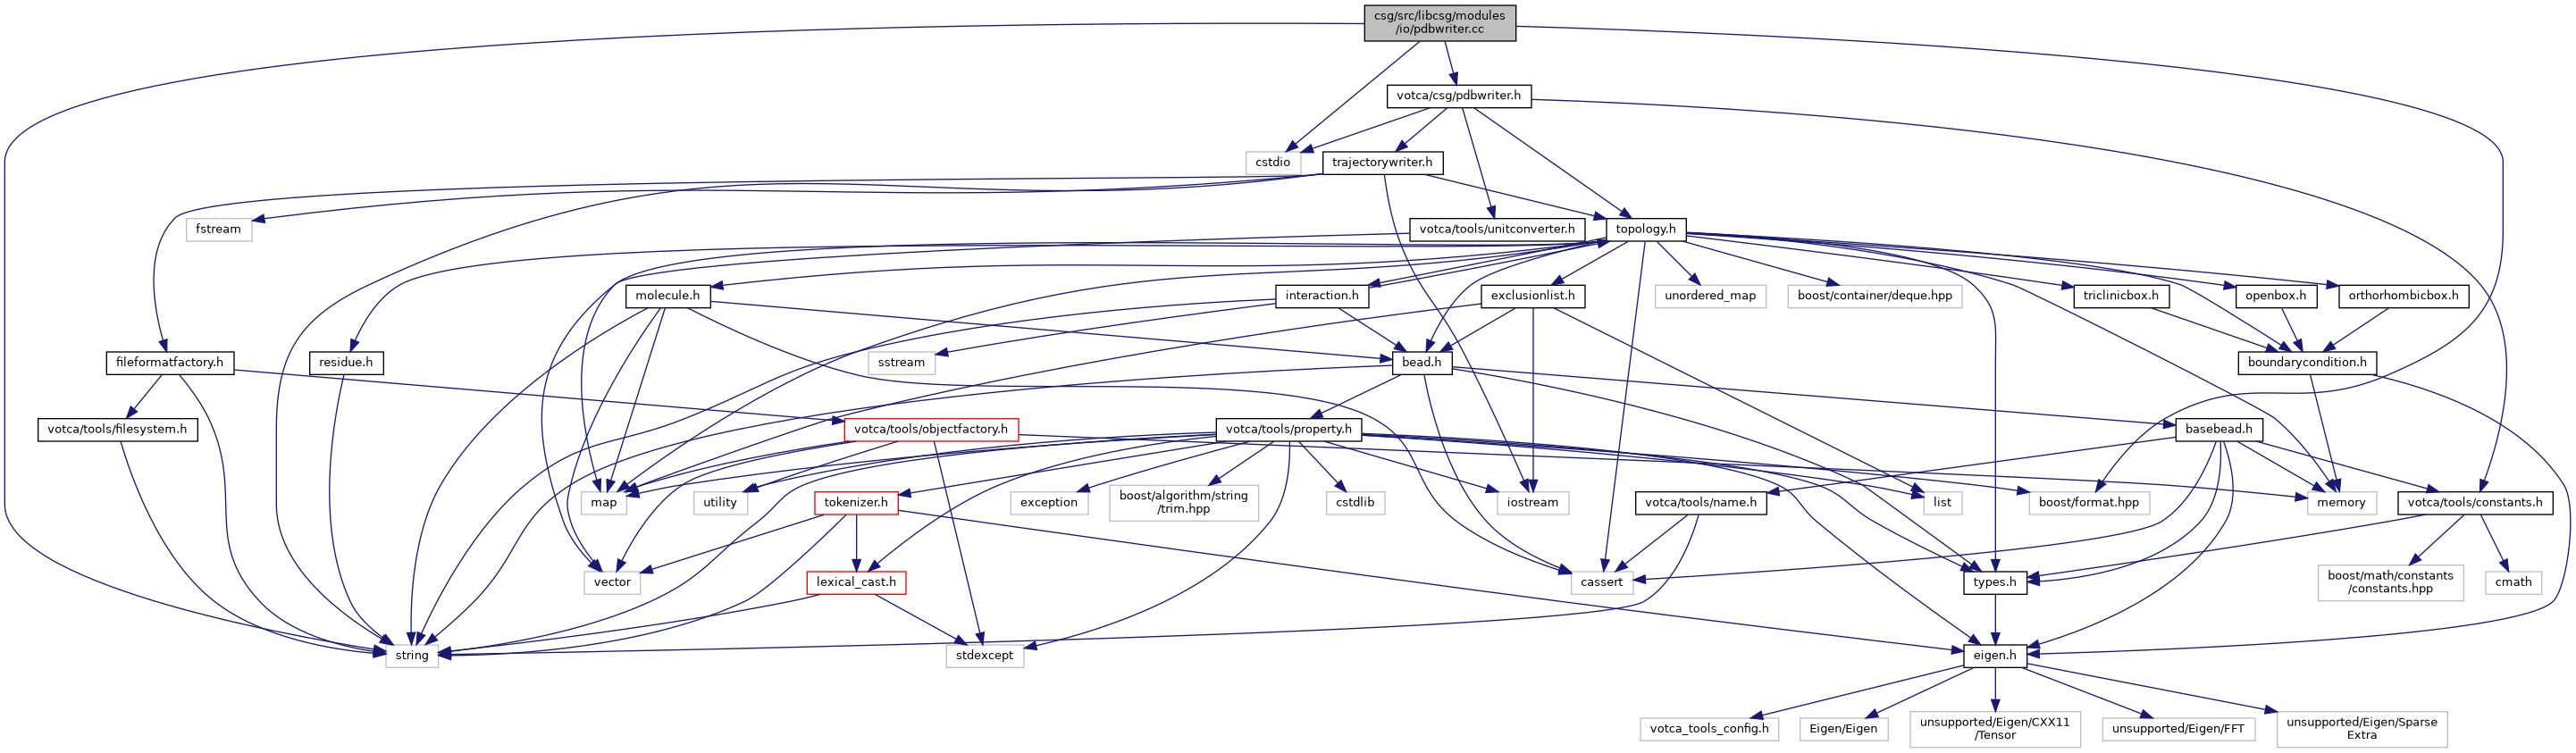 csg/src/libcsg/modules
/io/pdbwriter.cc
votca/csg/pdbwriter.h
cstdio
trajectorywriter.h
fstream
votca/tools/unitconverter.h
topology.h
molecule.h
interaction.h
exclusionlist.h
unordered_map
boost/container/deque.hpp
triclinicbox.h
openbox.h
orthorhombicbox.h
fileformatfactory.h
residue.h
sstream
bead.h
boundarycondition.h
votca/tools/filesystem.h
votca/tools/objectfactory.h
votca/tools/property.h
basebead.h
map
utility
tokenizer.h
exception
boost/algorithm/string
/trim.hpp
cstdlib
iostream
votca/tools/name.h
list
boost/format.hpp
memory
votca/tools/constants.h
vector
lexical_cast.h
cassert
types.h
boost/math/constants
/constants.hpp
cmath
string
stdexcept
eigen.h
votca_tools_config.h
Eigen/Eigen
unsupported/Eigen/CXX11
/Tensor
unsupported/Eigen/FFT
unsupported/Eigen/Sparse
Extra